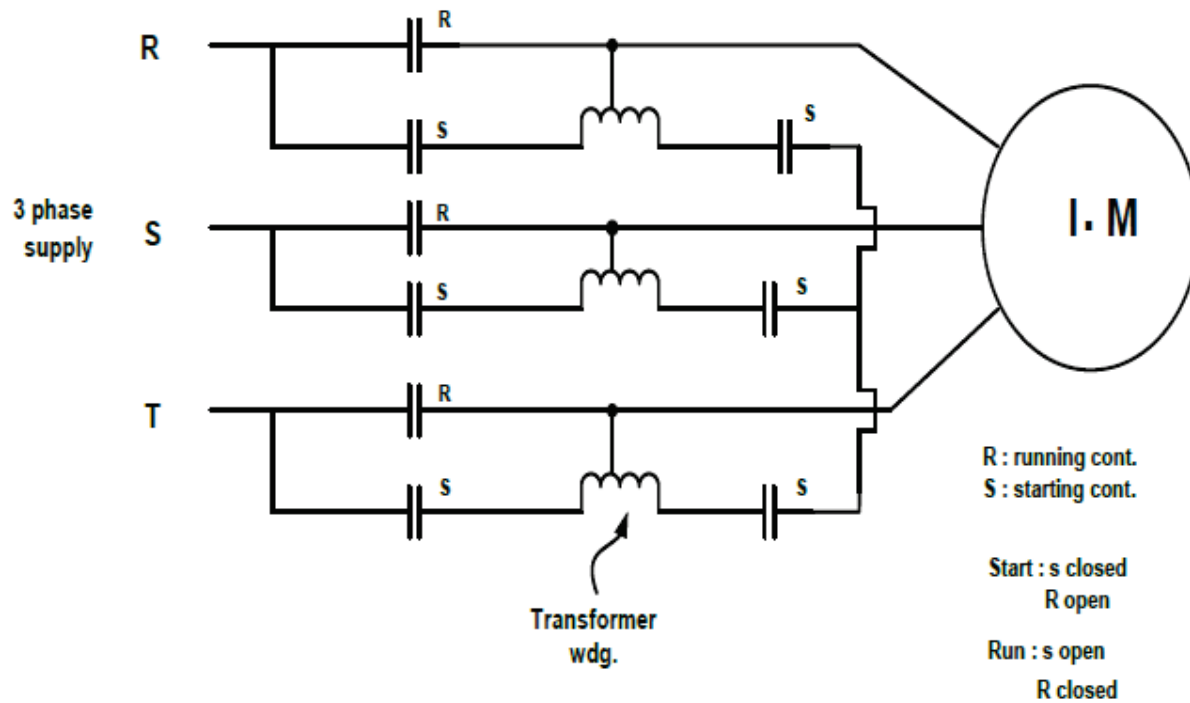 R
R
s
s
3 phase
supply
S
R
s
s
I. M
T
R
s
s
R : running cont.
S : starting cont.
Start : s closed
R open
Run : s open
R closed
Transformer
wdg.